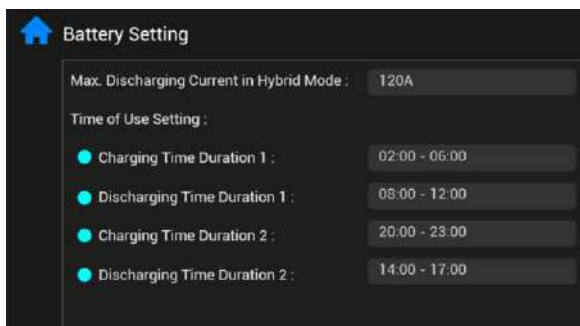 Battery Setting
Max. Discharging Current in Hybrid Mode : 120A
Time of Use Setting :
Charging Time Duration 1 : 02:00 - 06:00
Discharging Time Duration 1 : 08:00 - 12:00
Charging Time Duration 2 : 20:00 - 23:00
Discharging Time Duration 2 : 14:00 - 17:00